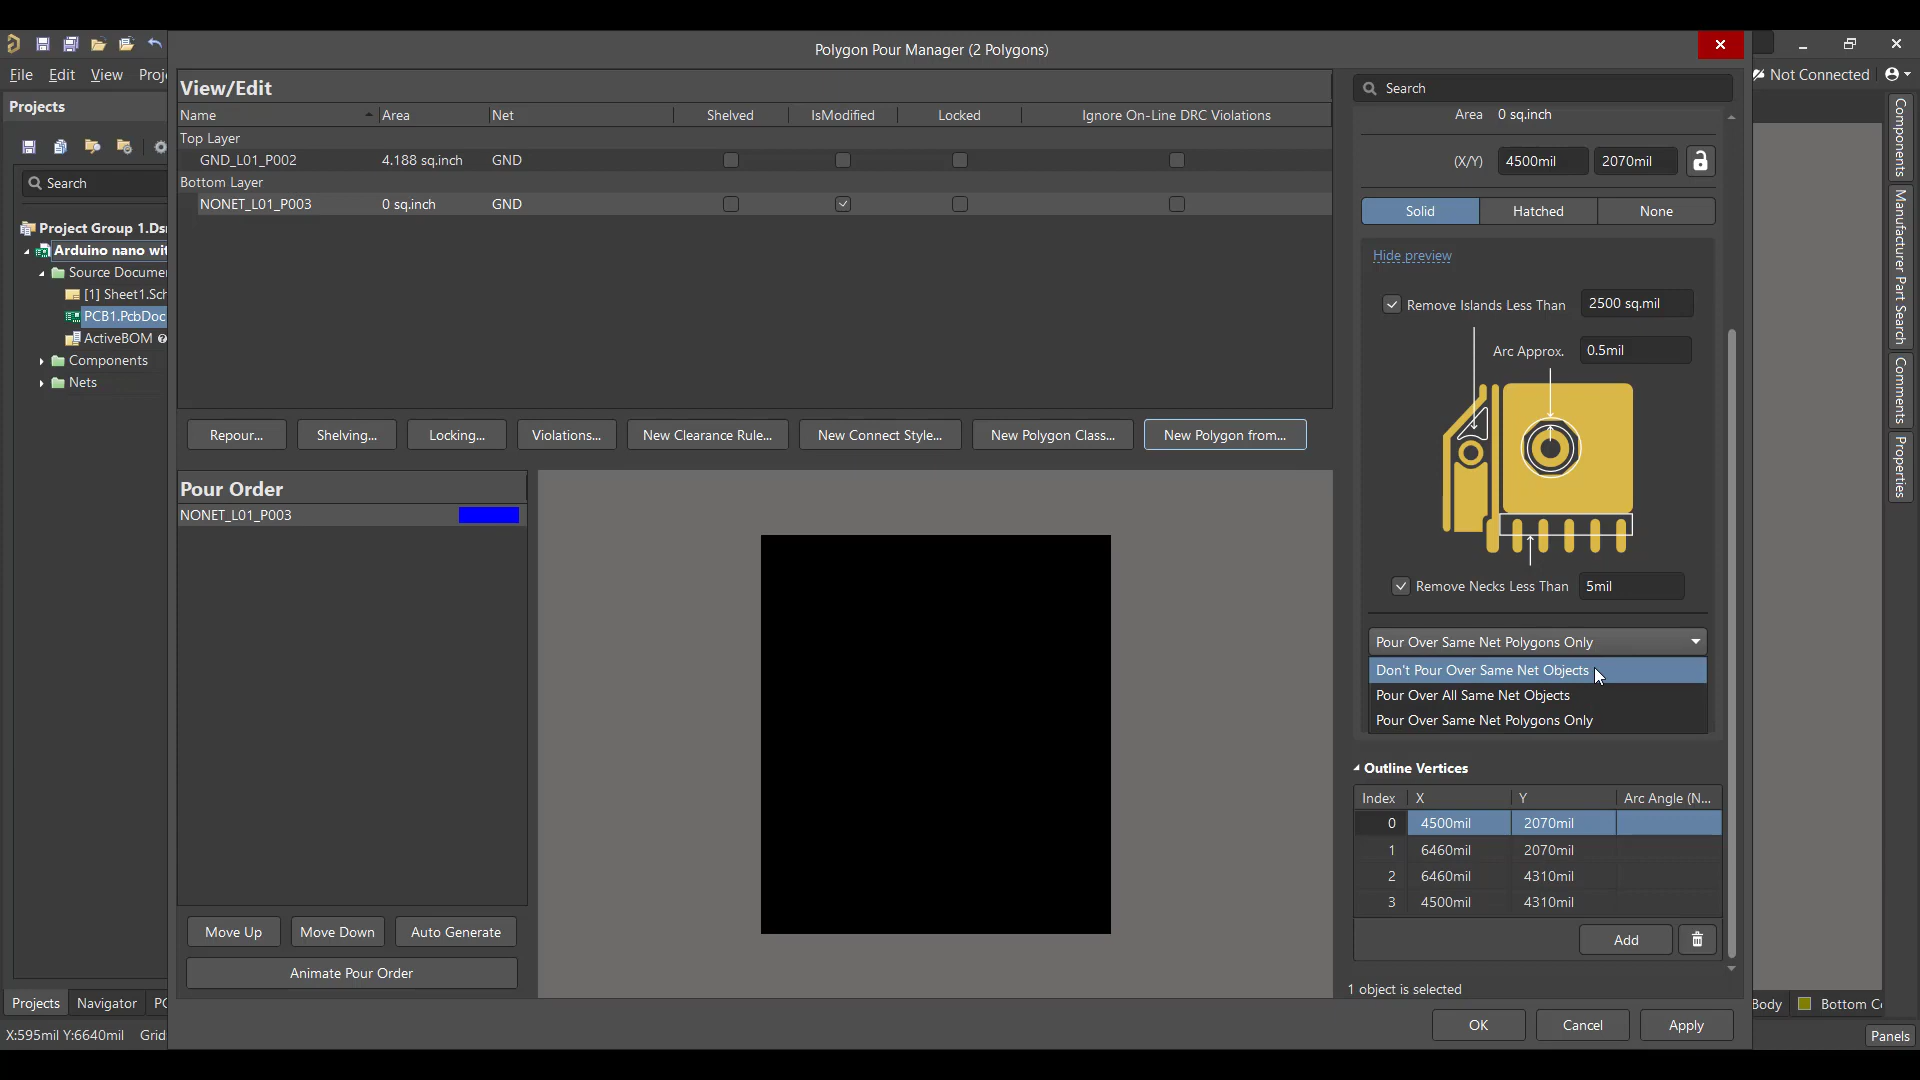 Polygon Pour Manager (2 Polygons)
File Edit View
Not Connected
Projects
Search
Project Group 1.Ds
Arduino nano wit
Source Documen
[1] Sheet1.Sch
PCB1.PcbDoc
ActiveBOM
Components
Nets
Projects Navigator PC
X:595mil Y:6640mil Grid
View/Edit
Name Area Net Shelved IsModified Locked Ignore On-Line DRC Violations
Top Layer
GND_L01_P002 4.188 sq.inch GND
Bottom Layer
NONET_L01_P003 0 sq.inch GND
Repour... Shelving... Locking... Violations... New Clearance Rule... New Connect Style... New Polygon Class... New Polygon from...
Pour Order
NONET_L01_P003
Move Up Move Down Auto Generate
Animate Pour Order
Search
Area 0 sq.inch
(X/Y) 4500mil 2070mil
Solid Hatched None
Hide preview
Remove Islands Less Than 2500 sq.mil
Arc Approx. 0.5mil
Remove Necks Less Than 5mil
Pour Over Same Net Polygons Only
Don't Pour Over Same Net Objects
Pour Over All Same Net Objects
Pour Over Same Net Polygons Only
Outline Vertices
Index X Y Arc Angle (N...
0 4500mil 2070mil
1 6460mil 2070mil
2 6460mil 4310mil
3 4500mil 4310mil
Add
1 object is selected
OK Cancel Apply
Components
Manufacturer Part Search
Comments
Properties
Body Bottom C
Panels